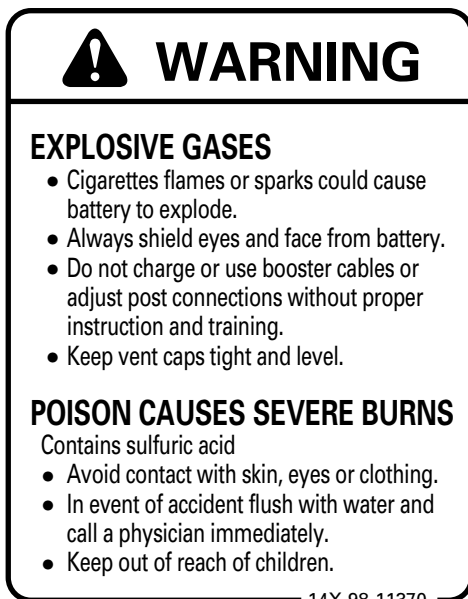 WARNING
EXPLOSIVE GASES
• Cigarettes flames or sparks could cause
battery to explode.
• Always shield eyes and face from battery.
• Do not charge or use booster cables or
adjust post connections without proper
instruction and training.
• Keep vent caps tight and level.
POISON CAUSES SEVERE BURNS
Contains sulfuric acid
• Avoid contact with skin, eyes or clothing.
• In event of accident flush with water and
call a physician immediately.
• Keep out of reach of children.
14X-98-11370